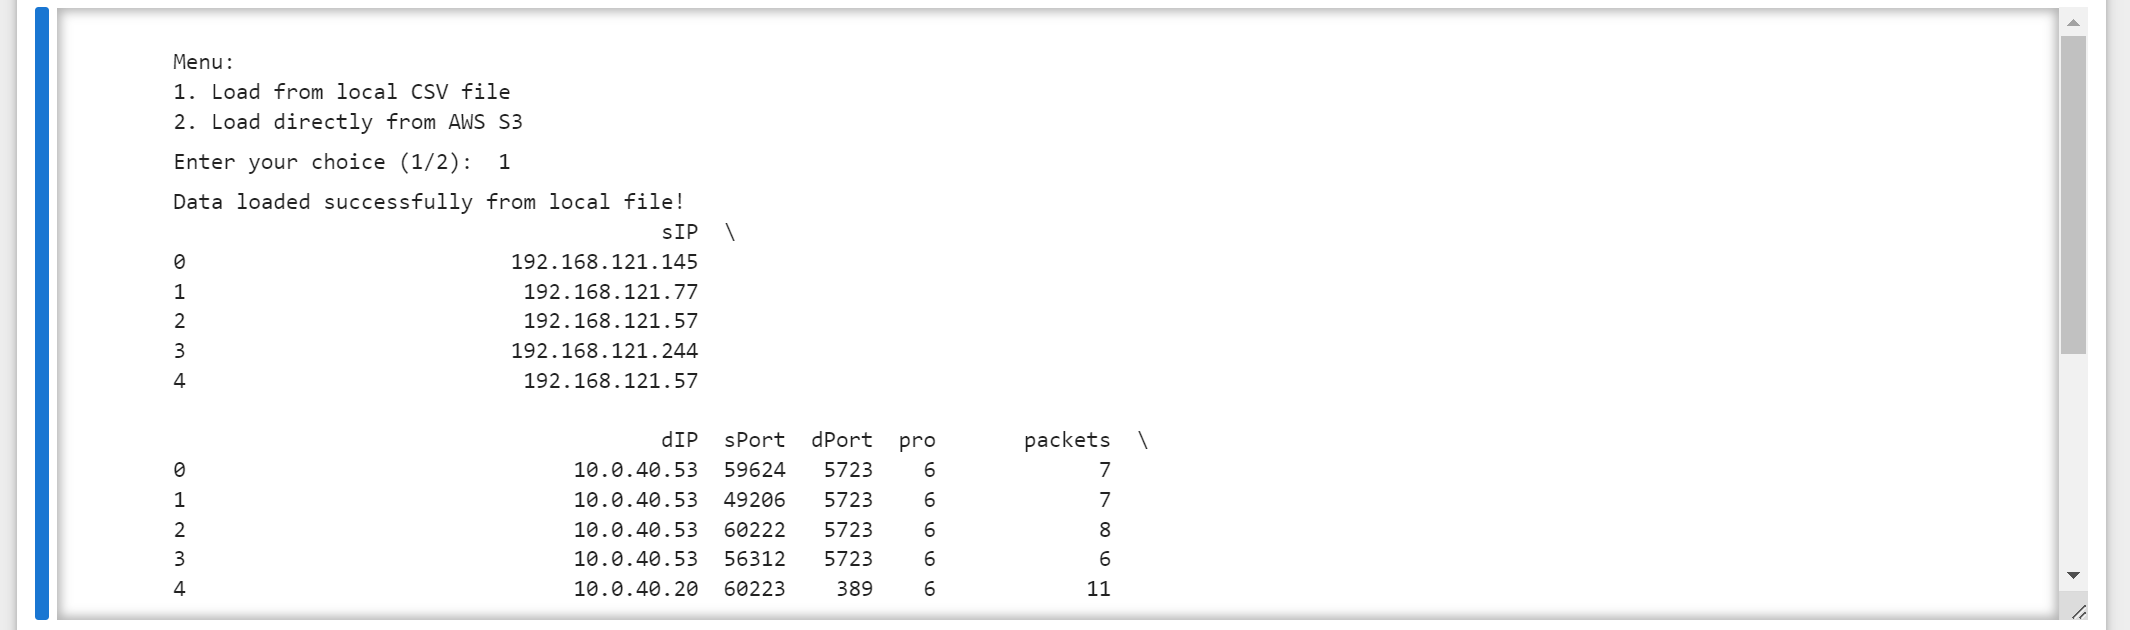 Menu:
1. Load from local CSV file
2. Load directly from AWS S3
Enter your choice (1/2):  1
Data loaded successfully from local file!
                                       sIP  \
0                          192.168.121.145
1                           192.168.121.77
2                           192.168.121.57
3                          192.168.121.244
4                           192.168.121.57

                                       dIP  sPort  dPort  pro       packets  \
0                               10.0.40.53  59624   5723    6             7
1                               10.0.40.53  49206   5723    6             7
2                               10.0.40.53  60222   5723    6             8
3                               10.0.40.53  56312   5723    6             6
4                               10.0.40.20  60223    389    6            11